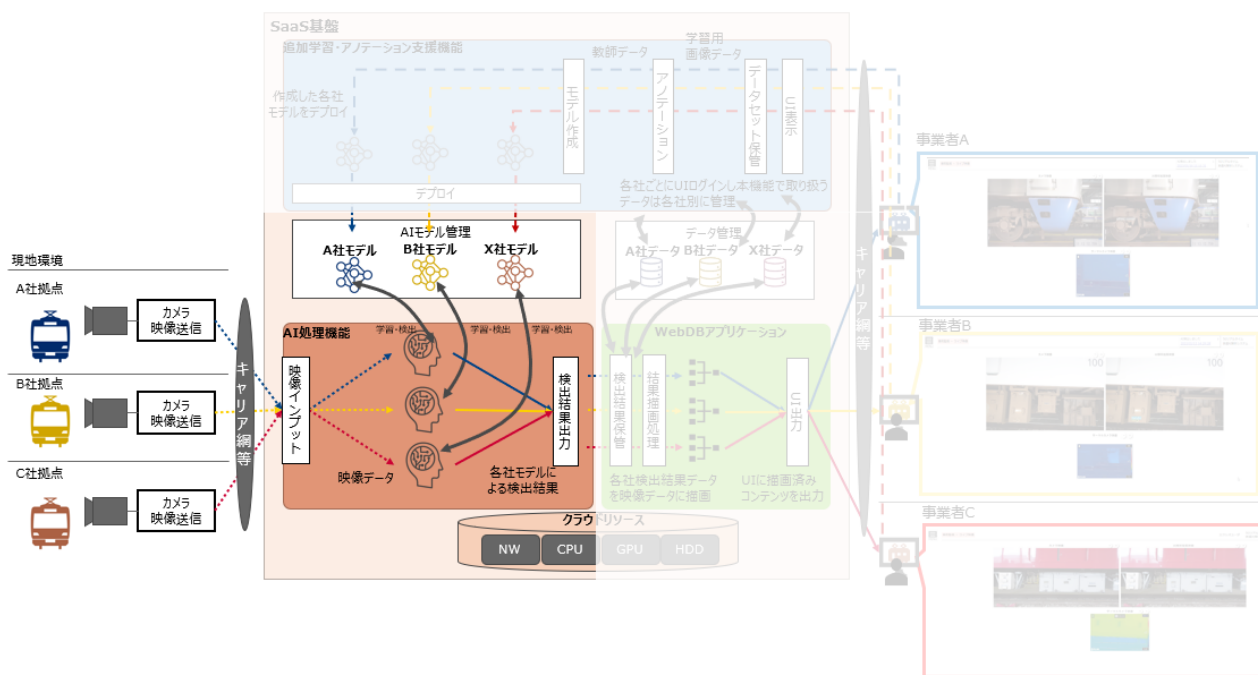 SaaS基盤
追加学習・アノテーション支援機能
教師データ
学習用
画像データ
作成した各社
モデルをデプロイ
モデル作成
アノテーション
データセット保管
UI表示
デプロイ
各社ごとにUIログインし本機能で取り扱う
データは各社別に管理
AIモデル管理
A社モデル
B社モデル
X社モデル
データ管理
A社データ
B社データ
X社データ
現地環境
A社拠点
カメラ
映像送信
B社拠点
カメラ
映像送信
C社拠点
カメラ
映像送信
キャリア網等
AI処理機能
学習・検出
学習・検出
学習・検出
映像インプット
映像データ
検出結果出力
各社モデルに
よる検出結果
WebDBアプリケーション
検出結果保管
結果描画処理
UI出力
各社検出結果データ
を映像データに描画
UIに描画済み
コンテンツを出力
クラウドリソース
NW
CPU
GPU
HDD
キャリア網等
事業者A
事業者B
100
100
事業者C